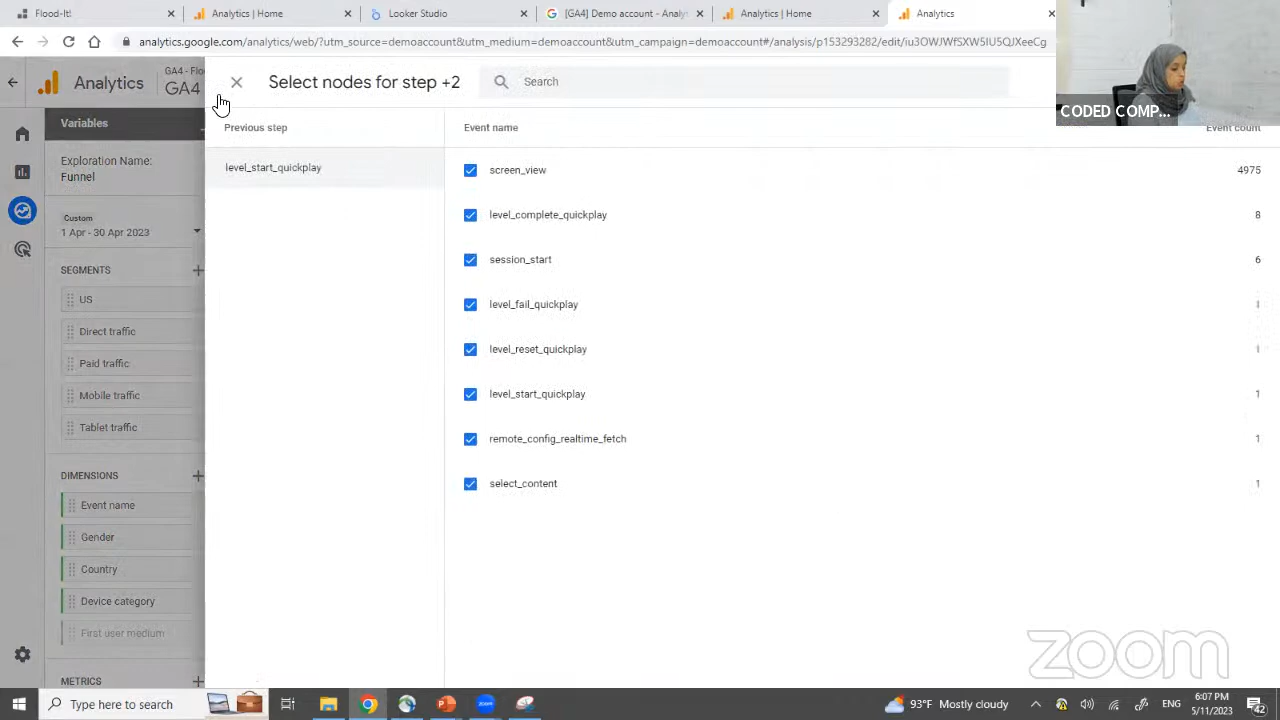 Flood-It!
Analytics | Home
Looker Studio
[GA4] Demo account - Analy
Analytics | Home
Analytics
analytics.google.com/analytics/web/?utm_source=demoaccount&utm_medium=demoaccount&utm_campaign=demoaccount#/analysis/p153293282/edit/iu3OWJWfSXW5IU5QJXeeCg
Analytics
GA4 - Flo
GA4
Select nodes for step +2
Search
CODED COMP...
Variables
Previous step
Event name
Event count
Exploration Name:
Funnel
level_start_quickplay
screen_view
4975
Custom
1 Apr - 30 Apr 2023
level_complete_quickplay
8
SEGMENTS
session_start
6
US
level_fail_quickplay
Direct traffic
level_reset_quickplay
Paid traffic
Mobile traffic
level_start_quickplay
1
Tablet traffic
remote_config_realtime_fetch
1
DIMENSIONS
select_content
1
Event name
Gender
Country
Device category
First user medium
METRICS
zoom
Type here to search
zoom
93°F Mostly cloudy
ENG
6:07 PM
5/11/2023
42